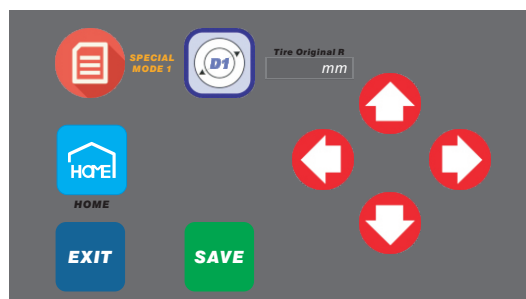 SPECIAL
MODE 1
D1
Tire Original R
mm
HOME
HOME
EXIT
SAVE